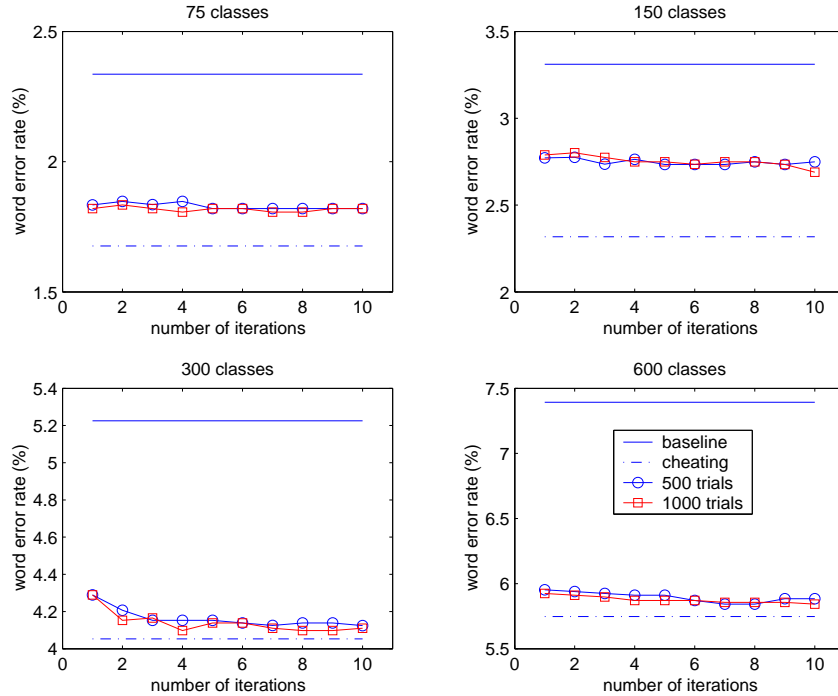 75 classes
2.5
2
1.5
0 2 4 6 8 10
word error rate (%)
number of iterations
150 classes
3.5
3
2.5
2
0 2 4 6 8 10
word error rate (%)
number of iterations
300 classes
5.4
5.2
5
4.8
4.6
4.4
4.2
4
0 2 4 6 8 10
word error rate (%)
number of iterations
600 classes
7.5
7
6.5
6
5.5
0 2 4 6 8 10
word error rate (%)
number of iterations
baseline
cheating
500 trials
1000 trials